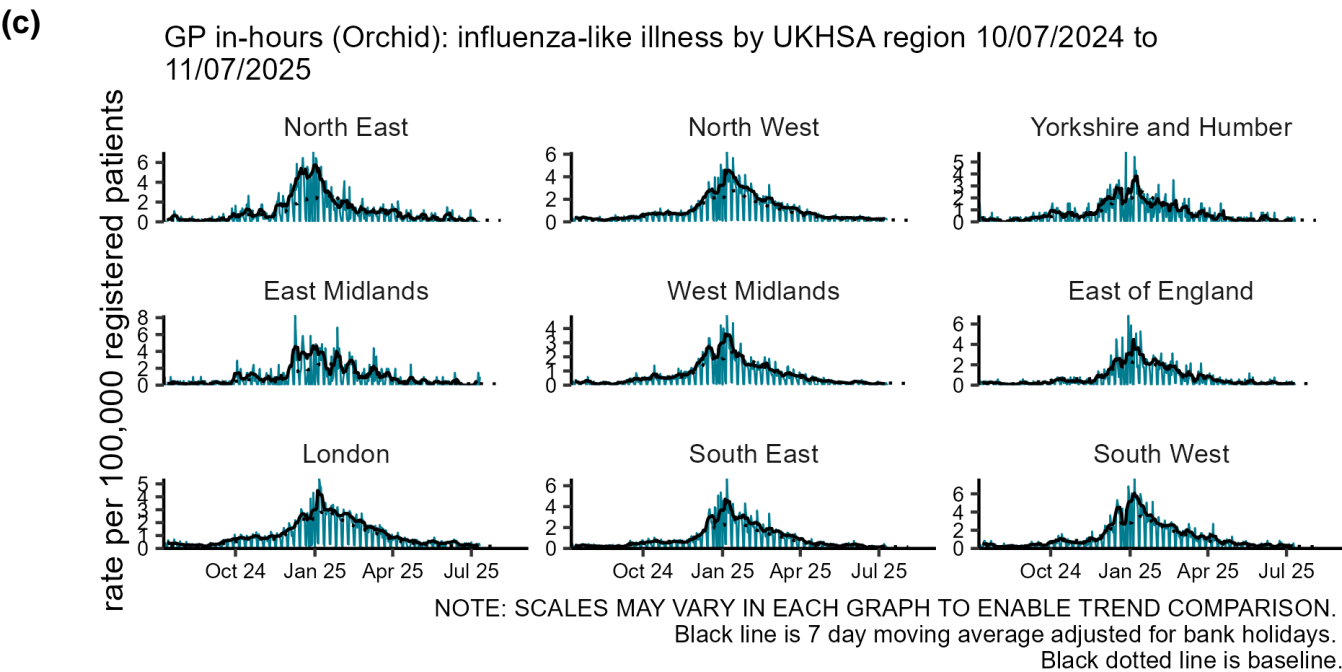 (c)
GP in-hours (Orchid): influenza-like illness by UKHSA region 10/07/2024 to
11/07/2025
rate per 100,000 registered patients
North East
6
4
2
0
North West
6
4
2
0
Yorkshire and Humber
5
4
3
2
1
0
East Midlands
8
6
4
2
0
West Midlands
4
3
2
1
0
East of England
6
4
2
0
London
5
4
3
2
1
0
South East
6
4
2
0
South West
6
4
2
0
Oct 24 Jan 25 Apr 25 Jul 25
Oct 24 Jan 25 Apr 25 Jul 25
Oct 24 Jan 25 Apr 25 Jul 25
NOTE: SCALES MAY VARY IN EACH GRAPH TO ENABLE TREND COMPARISON.
Black line is 7 day moving average adjusted for bank holidays.
Black dotted line is baseline.